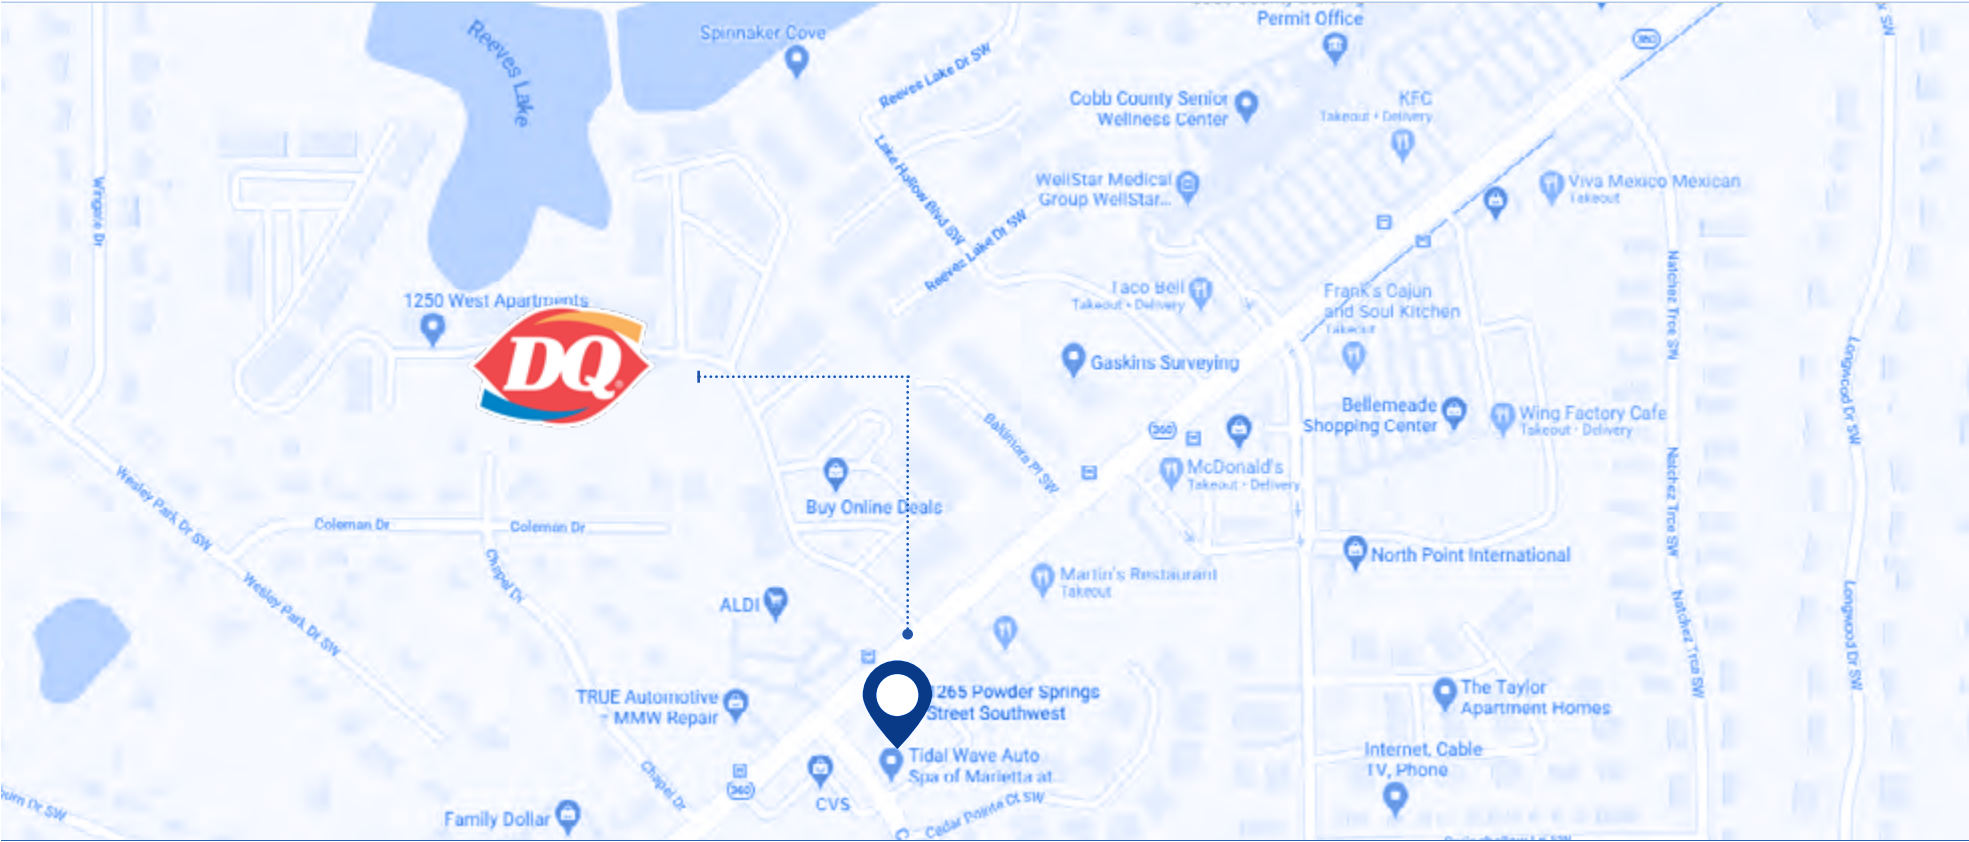 Permit Office
360
Reeves Lake
Spinnaker Cove
Reeves Lake Dr SW
Cobb County Senior
Wellness Center
KFC
Takeout • Delivery
Lake Hollow Blvd SW
WellStar Medical
Group WellStar...
Viva Mexico Mexican
Takeout
Wingate Dr
Reeves Lake Dr SW
1250 West Apartments
Taco Bell
Takeout • Delivery
Frank's Cajun
and Soul Kitchen
Takeout
Natchez Trce SW
DQ
®
Gaskins Surveying
Longwood Dr SW
Bellemeade
Shopping Center
Wing Factory Cafe
Takeout • Delivery
360
McDonald's
Takeout • Delivery
Natchez Trce SW
Wesley Park Dr SW
Buy Online Deals
Coleman Dr
Coleman Dr
Chapel Dr
North Point International
Martin's Restaurant
Takeout
Wesley Park Dr SW
ALDI
Natchez Trce SW
Longwood Dr SW
TRUE Automotive
- MMW Repair
1265 Powder Springs
Street Southwest
The Taylor
Apartment Homes
Tidal Wave Auto
Spa of Marietta at...
Internet, Cable
TV, Phone
Chapel Dr
360
CVS
Cedar Pointe Ct SW
Family Dollar